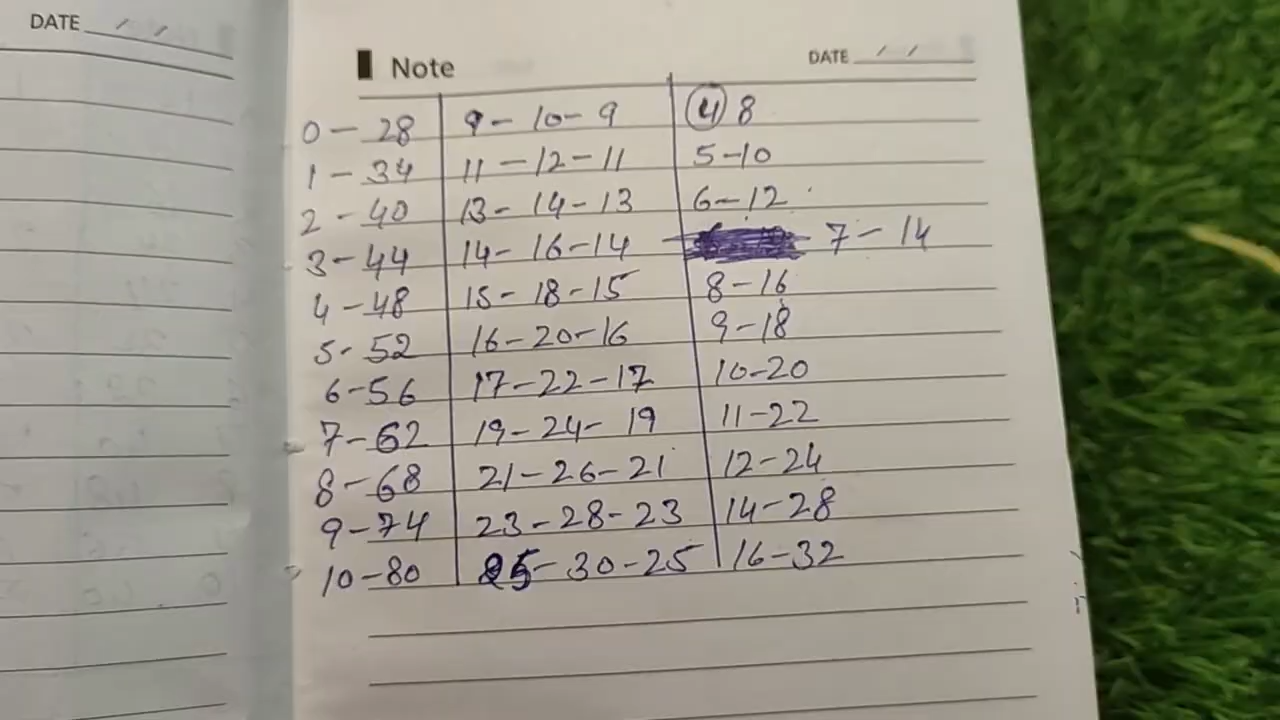 DATE / /
Note DATE / /
0 - 28 9 - 10 - 9 4 8
1 - 34 11 - 12 - 11 5 - 10
2 - 40 13 - 14 - 13 6 - 12
3 - 44 14 - 16 - 14 7 - 14
4 - 48 15 - 18 - 15 8 - 16
5 - 52 16 - 20 - 16 9 - 18
6 - 56 17 - 22 - 17 10 - 20
7 - 62 19 - 24 - 19 11 - 22
8 - 68 21 - 26 - 21 12 - 24
9 - 74 23 - 28 - 23 14 - 28
10 - 80 25 - 30 - 25 16 - 32